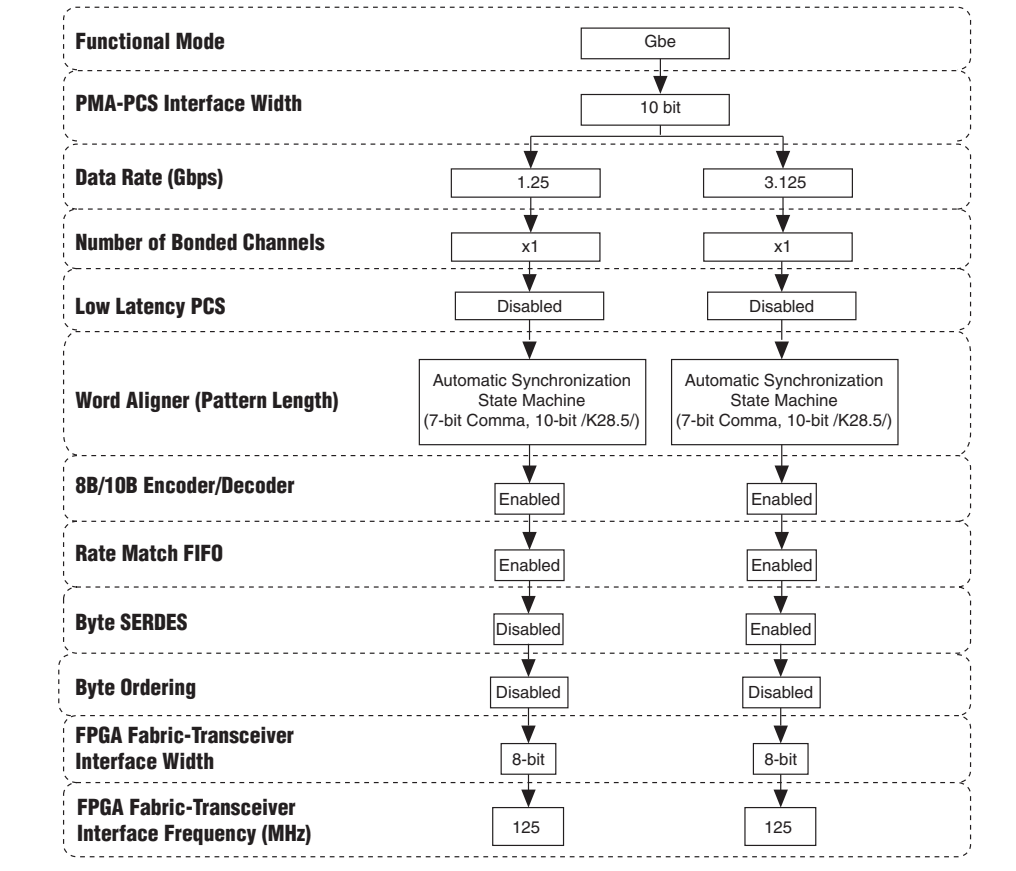 Functional Mode
Gbe
PMA-PCS Interface Width
10 bit
Data Rate (Gbps)
1.25
3.125
Number of Bonded Channels
x1
x1
Low Latency PCS
Disabled
Disabled
Word Aligner (Pattern Length)
Automatic Synchronization
State Machine
(7-bit Comma, 10-bit /K28.5/)
Automatic Synchronization
State Machine
(7-bit Comma, 10-bit /K28.5/)
8B/10B Encoder/Decoder
Enabled
Enabled
Rate Match FIFO
Enabled
Enabled
Byte SERDES
Disabled
Enabled
Byte Ordering
Disabled
Disabled
FPGA Fabric-Transceiver
Interface Width
8-bit
8-bit
FPGA Fabric-Transceiver
Interface Frequency (MHz)
125
125